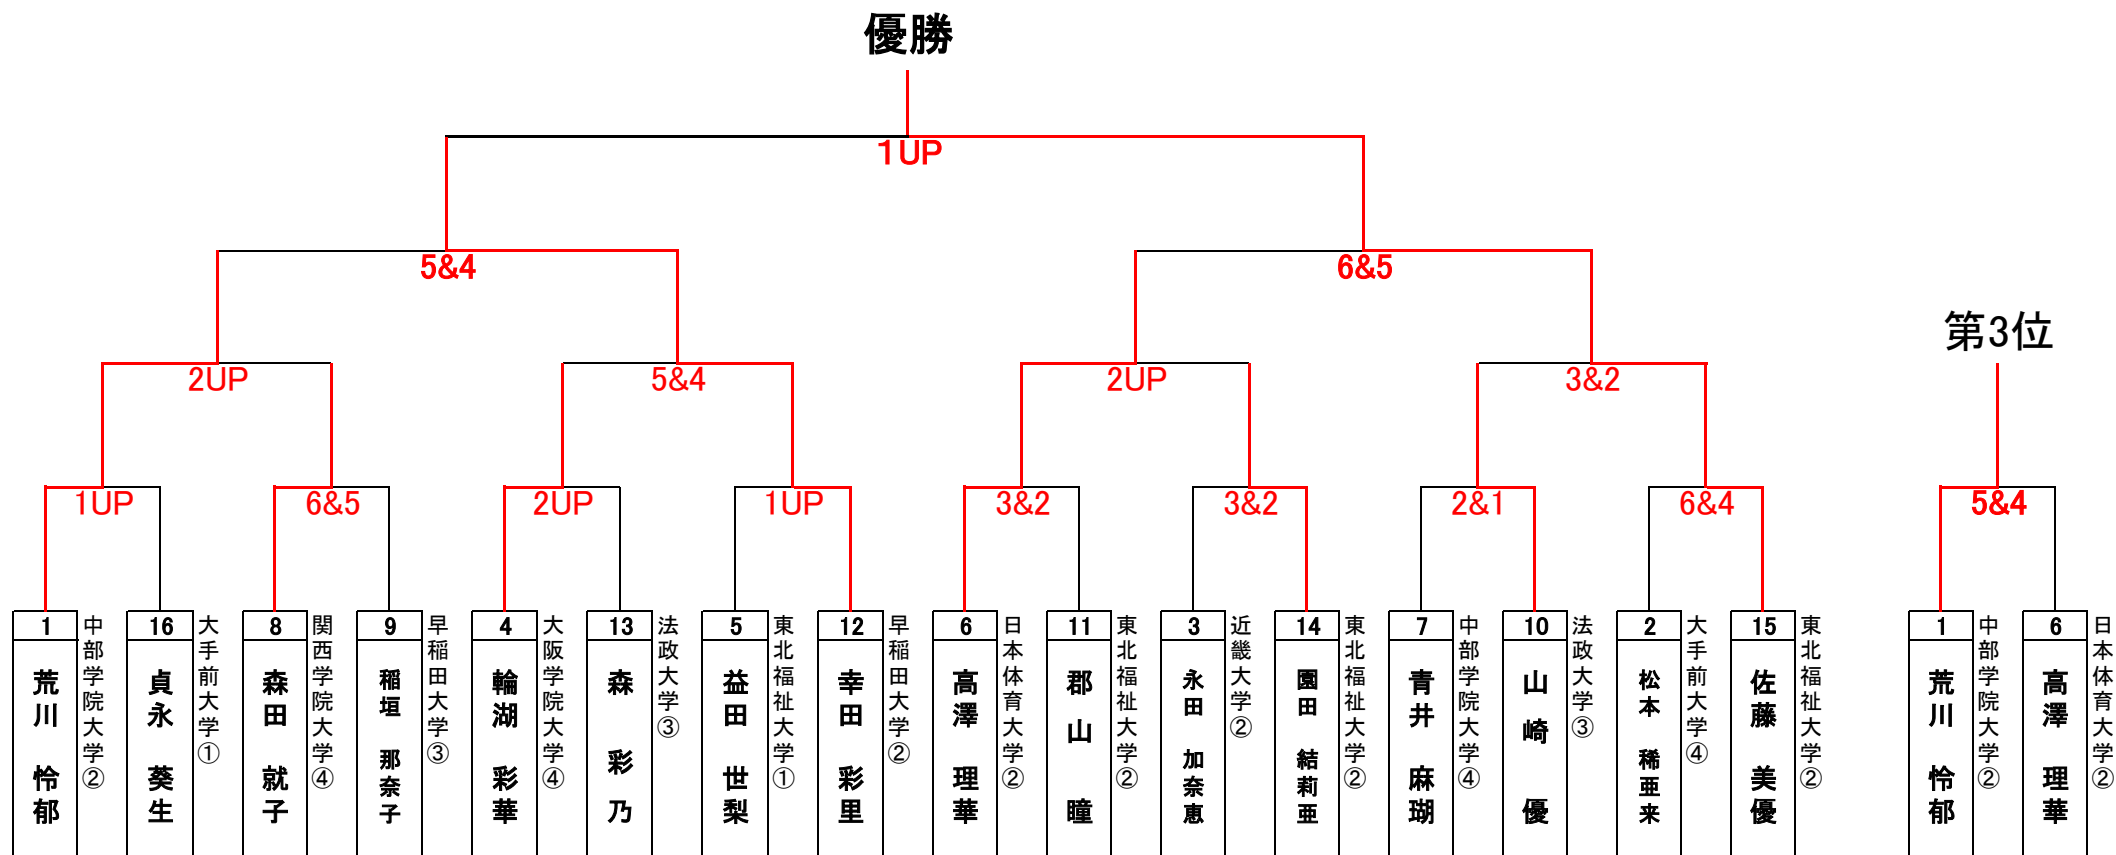 優勝
1UP
5&4
6&5
第3位
2UP
5&4
2UP
3&2
1UP
6&5
2UP
1UP
3&2
3&2
2&1
6&4
5&4
1
荒川 怜郁
中部学院大学②
16
貞永 葵生
大手前大学①
8
森田 就子
関西学院大学④
9
稲垣 那奈子
早稲田大学③
4
輪湖 彩華
大阪学院大学④
13
森 彩乃
法政大学③
5
益田 世梨
東北福祉大学①
12
幸田 彩里
早稲田大学②
6
高澤 理華
日本体育大学②
11
郡山 瞳
東北福祉大学②
3
永田 加奈恵
近畿大学②
14
園田 結莉亜
東北福祉大学②
7
青井 麻瑚
中部学院大学④
10
山崎 優
法政大学③
2
松本 稀亜来
大手前大学④
15
佐藤 美優
東北福祉大学②
1
荒川 怜郁
中部学院大学②
6
高澤 理華
日本体育大学②